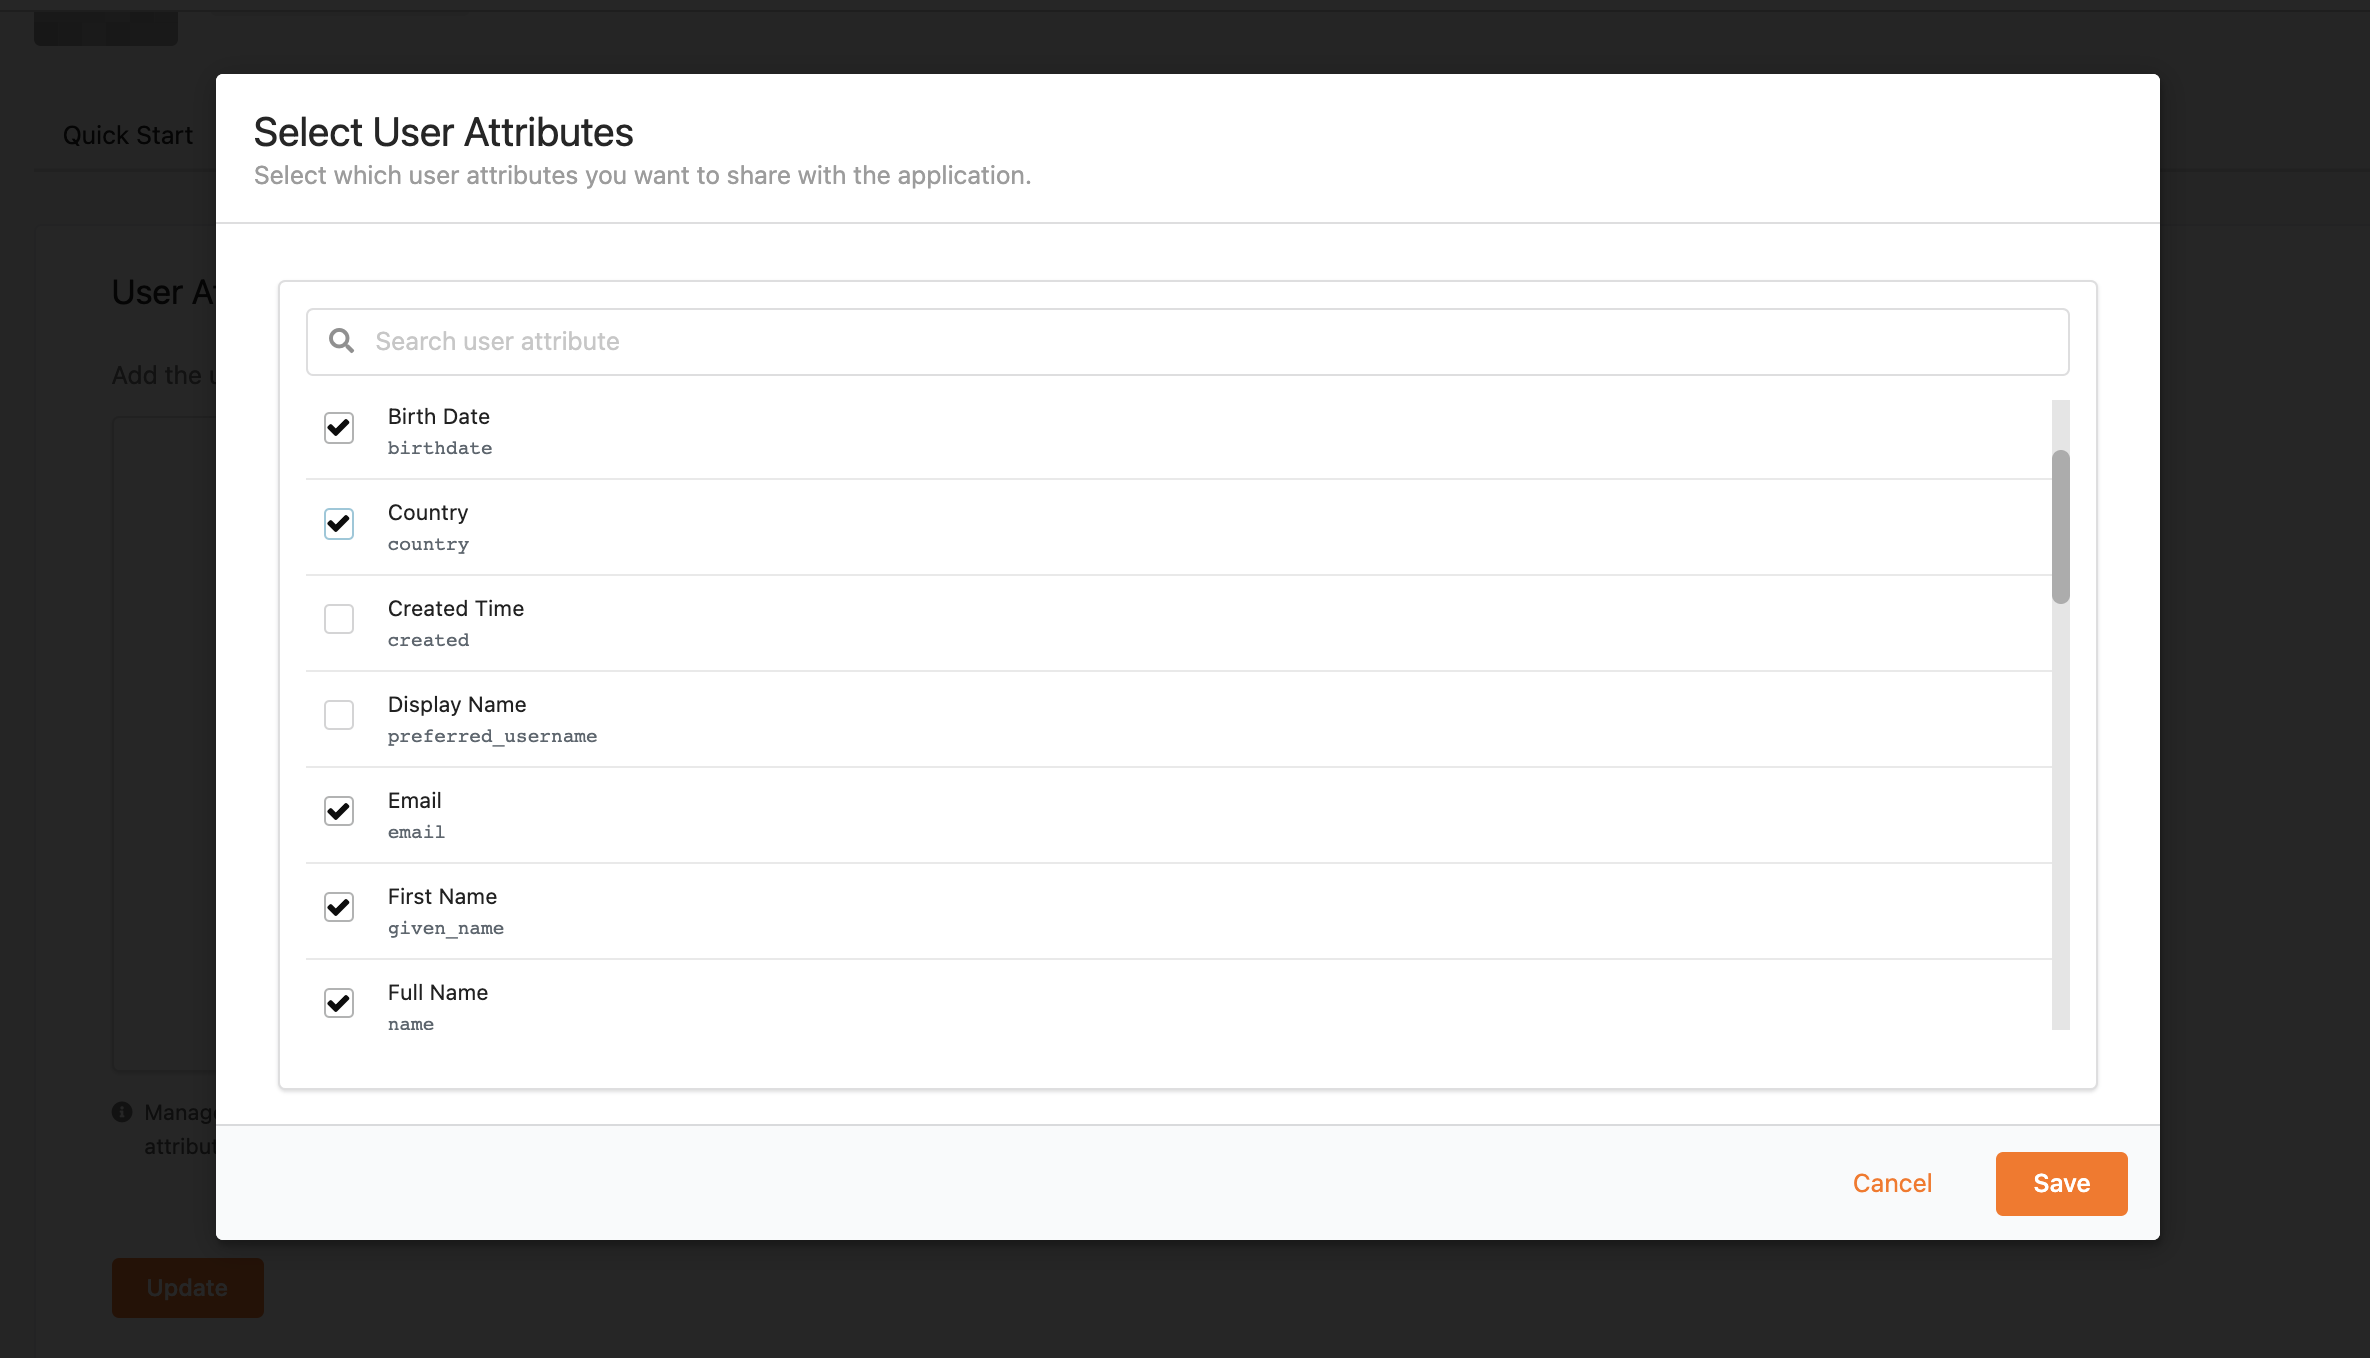 Quick Start
Select User Attributes
Select which user attributes you want to share with the application.
User A
Search user attribute
Add the
Birth Date
birthdate
Country
country
Created Time
created
Display Name
preferred_username
Email
email
First Name
given_name
Full Name
name
Manag
attribut
Cancel
Save
Update